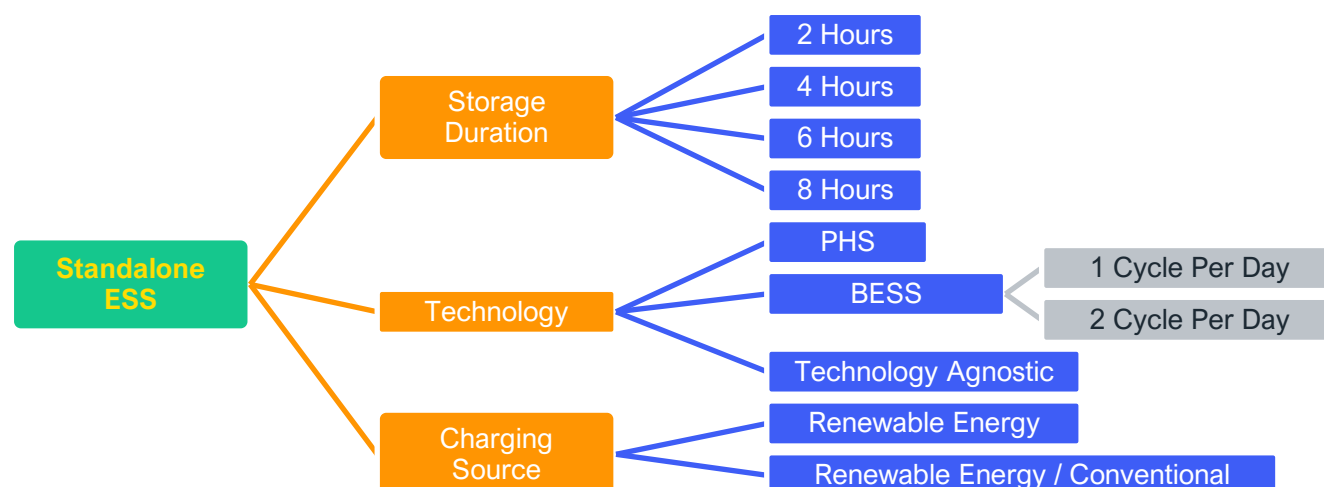 2 Hours
Storage
Duration
4 Hours
6 Hours
8 Hours
Standalone
ESS
Technology
PHS
BESS
1 Cycle Per Day
2 Cycle Per Day
Technology Agnostic
Charging
Source
Renewable Energy
Renewable Energy / Conventional